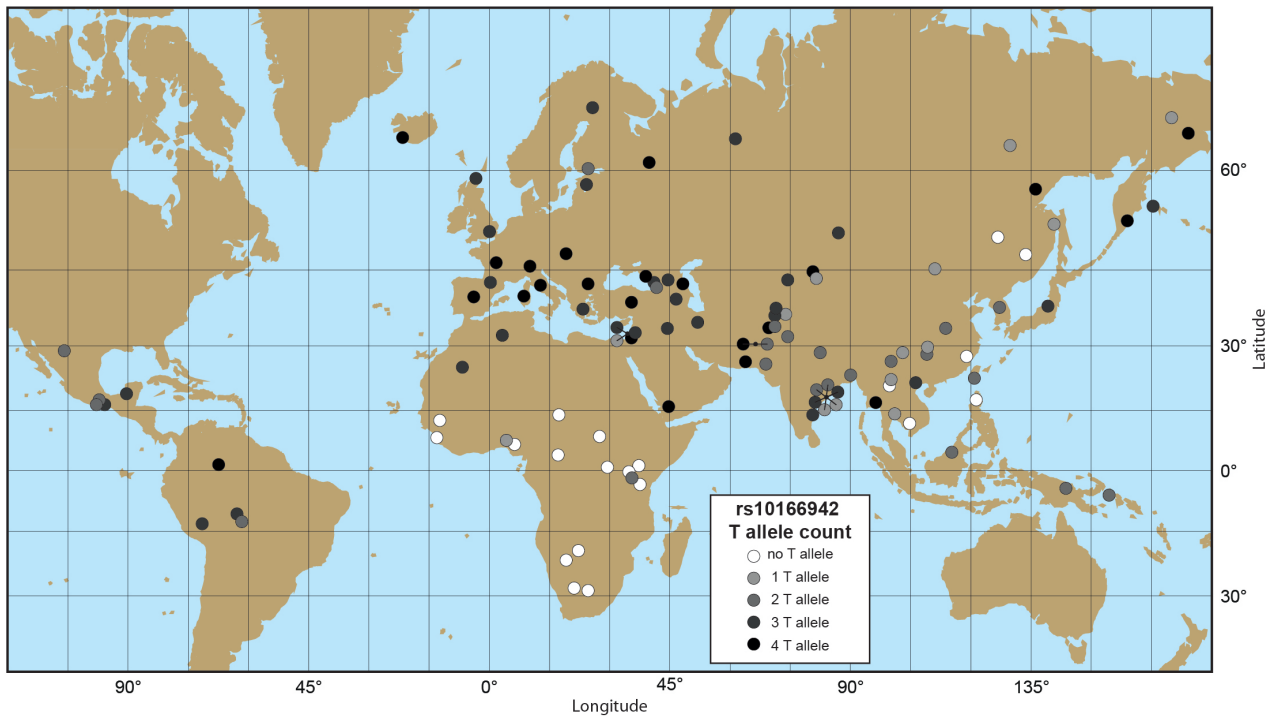 60°
30°
0°
30°
Latitude
rs10166942
T allele count
no T allele
1 T allele
2 T allele
3 T allele
4 T allele
90°
45°
0°
45°
90°
135°
Longitude